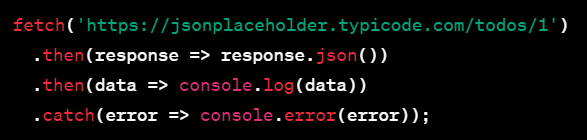 fetch('https://jsonplaceholder.typicode.com/todos/1')
  .then(response => response.json())
  .then(data => console.log(data))
  .catch(error => console.error(error));